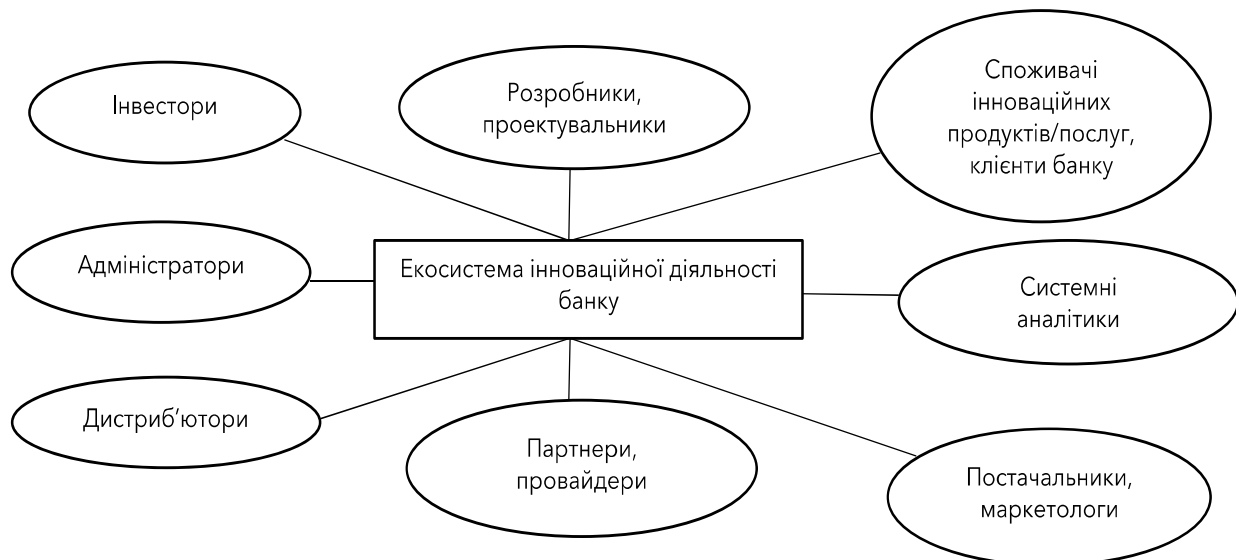 Інвестори
Розробники,
проектувальники
Споживачі
інноваційних
продуктів/послуг,
клієнти банку
Адміністратори
Екосистема інноваційної діяльності
банку
Системні
аналітики
Дистриб’ютори
Партнери,
провайдери
Постачальники,
маркетологи